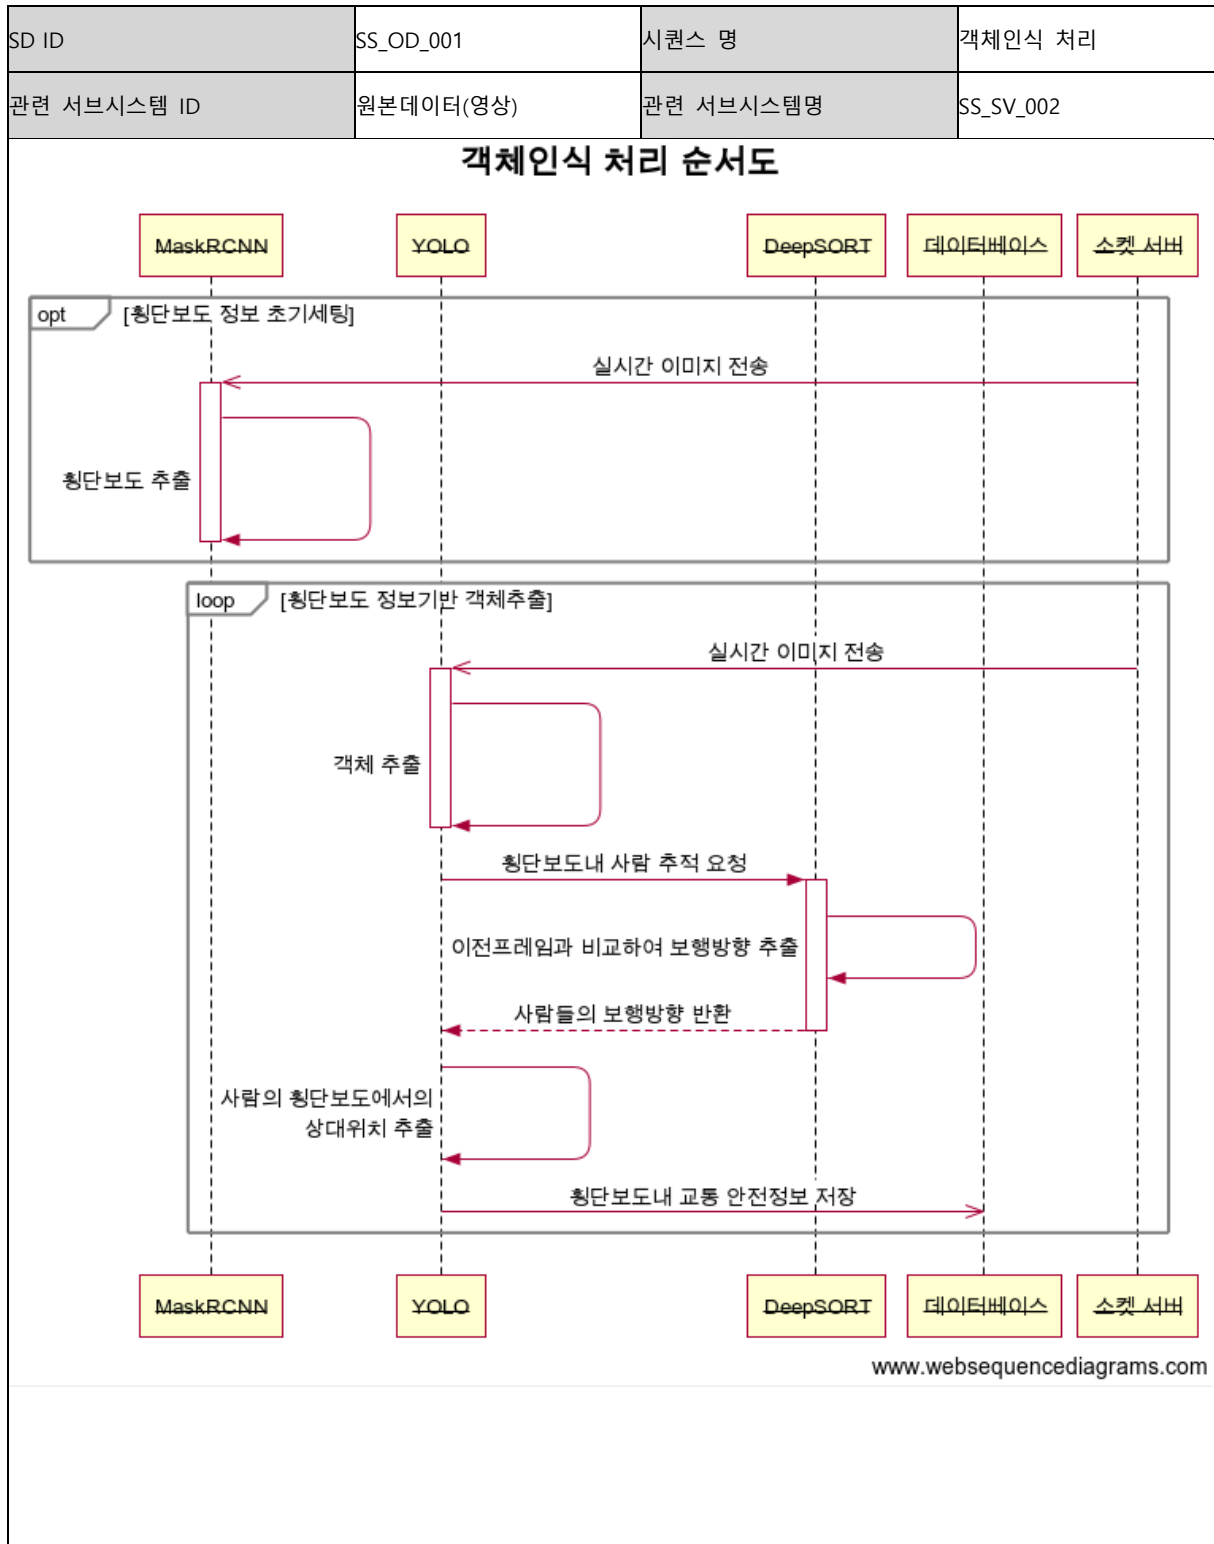 SD ID SS_OD_001 시퀀스 명 객체인식 처리
관련 서브시스템 ID 원본데이터(영상) 관련 서브시스템명 SS_SV_002
객체인식 처리 순서도
MaskRCNN YOLO DeepSORT 데이터베이스 소켓 서버
opt [횡단보도 정보 초기세팅]
실시간 이미지 전송
횡단보도 추출
loop [횡단보도 정보기반 객체추출]
실시간 이미지 전송
객체 추출
횡단보도내 사람 추적 요청
이전프레임과 비교하여 보행방향 추출
사람들의 보행방향 반환
사람의 횡단보도에서의
상대위치 추출
횡단보도내 교통 안전정보 저장
MaskRCNN YOLO DeepSORT 데이터베이스 소켓 서버
www.websequencediagrams.com